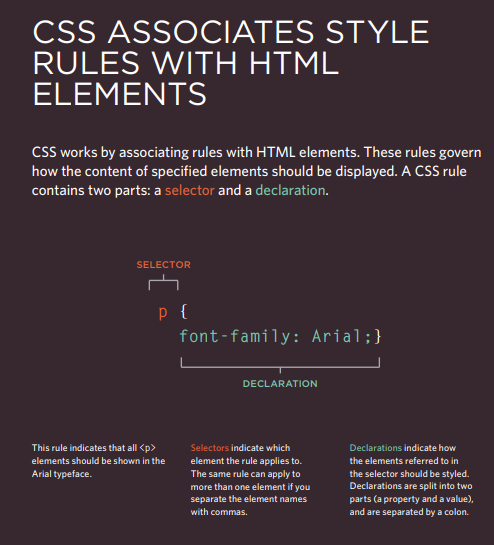 CSS ASSOCIATES STYLE
RULES WITH HTML
ELEMENTS
CSS works by associating rules with HTML elements. These rules govern
how the content of specified elements should be displayed. A CSS rule
contains two parts: a selector and a declaration.
SELECTOR
p {
font-family: Arial;}
DECLARATION
This rule indicates that all <p>
elements should be shown in the
Arial typeface.
Selectors indicate which
element the rule applies to.
The same rule can apply to
more than one element if you
separate the element names
with commas.
Declarations indicate how
the elements referred to in
the selector should be styled.
Declarations are split into two
parts (a property and a value),
and are separated by a colon.